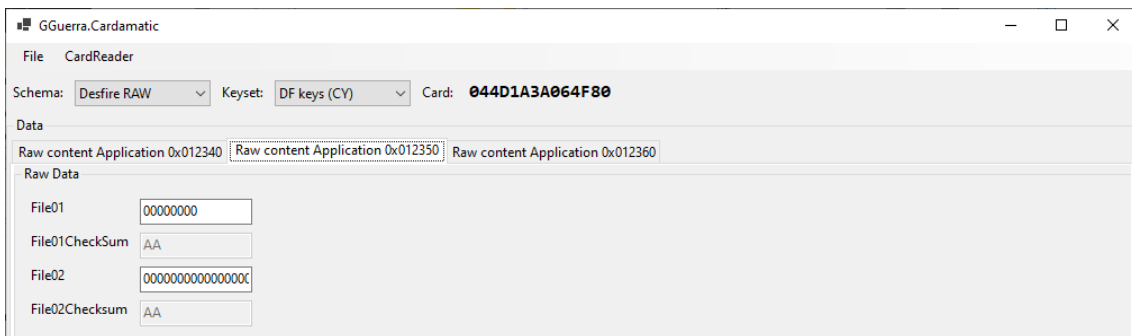 GGuerra.Cardamatic
File CardReader
Schema: Desfire RAW Keyset: DF keys (CY) Card: 044D1A3A064F80
Data
Raw content Application 0x012340 Raw content Application 0x012350 Raw content Application 0x012360
Raw Data
File01 00000000
File01CheckSum AA
File02 0000000000000000
File02Checksum AA